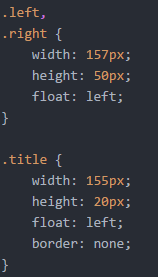 .left,
.right {
    width: 157px;
    height: 50px;
    float: left;
}

.title {
    width: 155px;
    height: 20px;
    float: left;
    border: none;
}